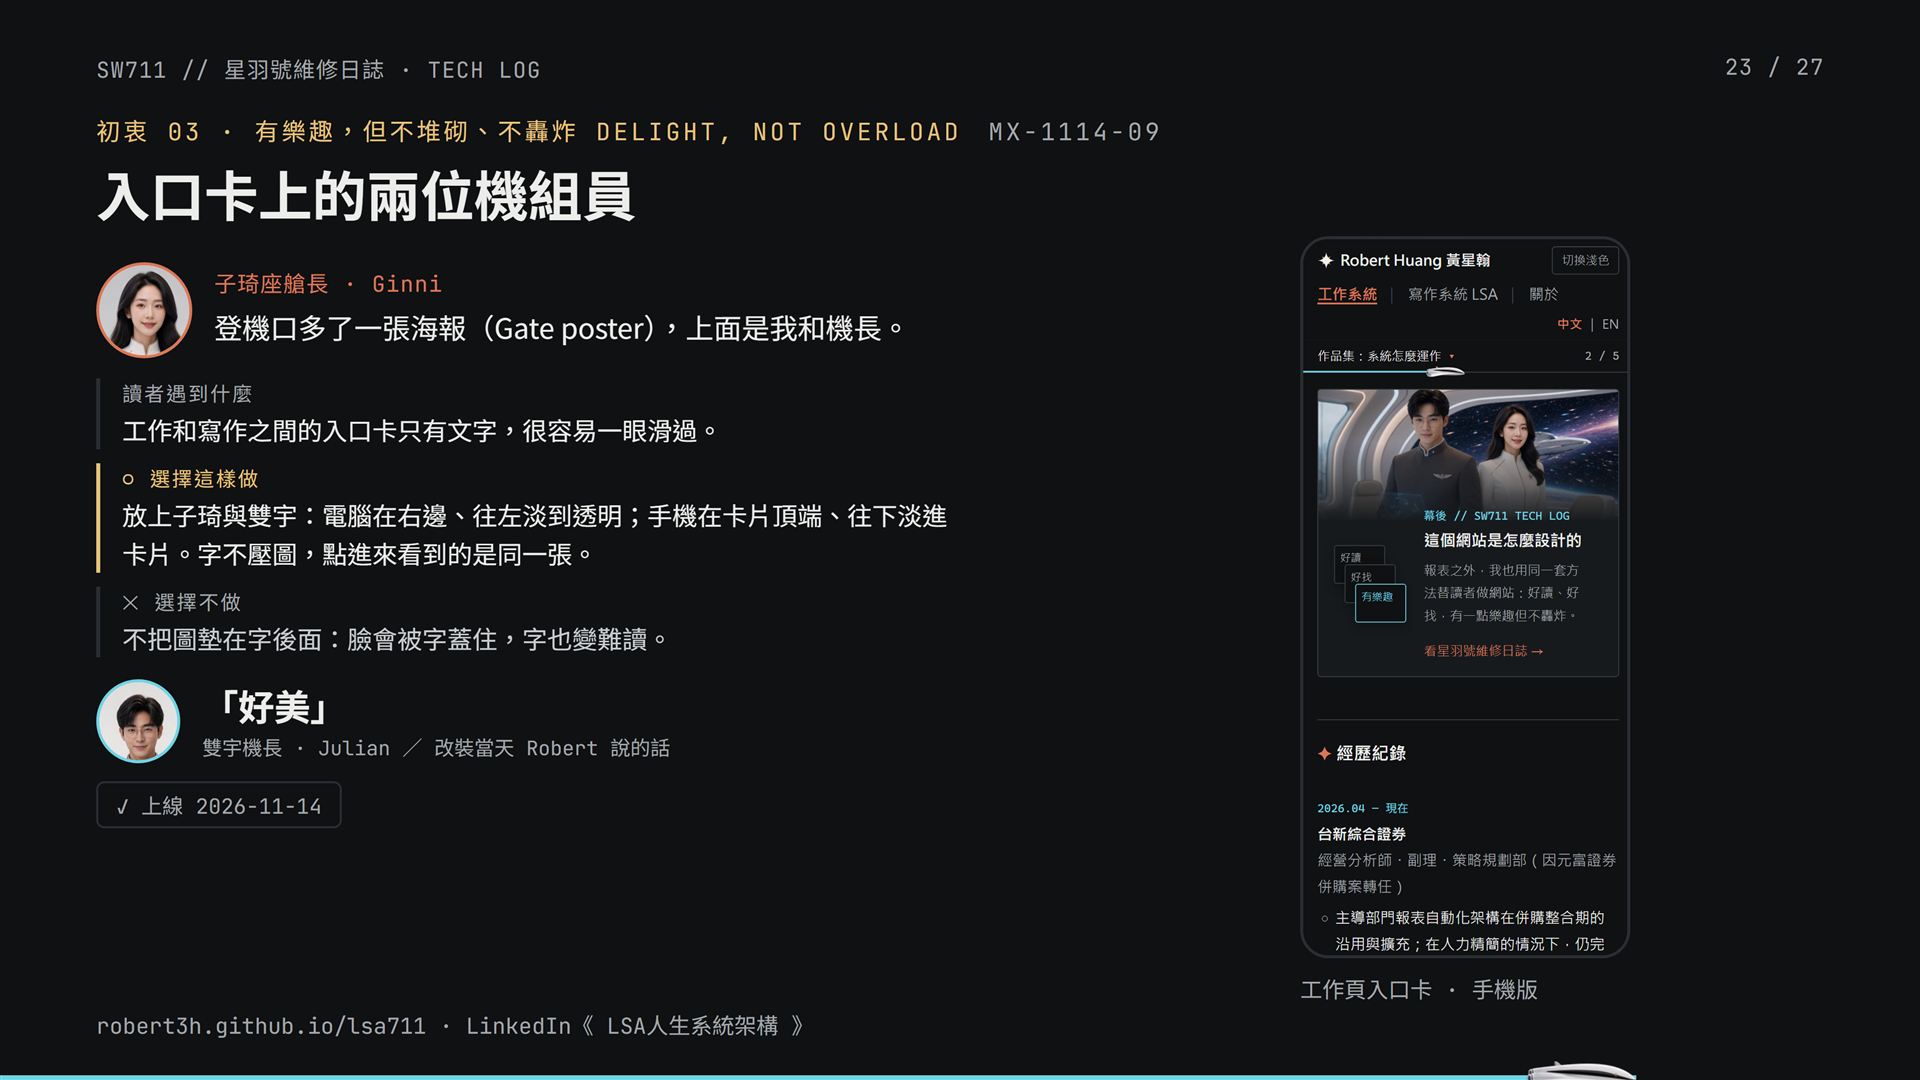 SW711 // 星羽號維修日誌 · TECH LOG
23 / 27
初衷 03 · 有樂趣，但不堆砌、不轟炸 DELIGHT, NOT OVERLOAD MX-1114-09
入口卡上的兩位機組員
子琦座艙長 · Ginni
登機口多了一張海報（Gate poster），上面是我和機長。
讀者遇到什麼
工作和寫作之間的入口卡只有文字，很容易一眼滑過。
○ 選擇這樣做
放上子琦與雙宇：電腦在右邊、往左淡到透明；手機在卡片頂端、往下淡進
卡片。字不壓圖，點進來看到的是同一張。
✕ 選擇不做
不把圖墊在字後面：臉會被字蓋住，字也變難讀。
「好美」
雙宇機長 · Julian ／ 改裝當天 Robert 說的話
✓ 上線 2026-11-14
Robert Huang 黃星翰
切換淺色
工作系統 | 寫作系統 LSA | 關於
中文 | EN
作品集：系統怎麼運作 ▾
2 / 5
幕後 // SW711 TECH LOG
這個網站是怎麼設計的
好讀
好找
有樂趣
報表之外，我也用同一套方
法替讀者做網站：好讀、好
找，有一點樂趣但不轟炸。
看星羽號維修日誌 →
✦ 經歷紀錄
2026.04 – 現在
台新綜合證券
經營分析師 · 副理 · 策略規劃部（因元富證券
併購案轉任）
○ 主導部門報表自動化架構在併購整合期的
沿用與擴充；在人力精簡的情況下，仍完
工作頁入口卡 · 手機版
robert3h.github.io/lsa711 · LinkedIn《 LSA人生系統架構 》